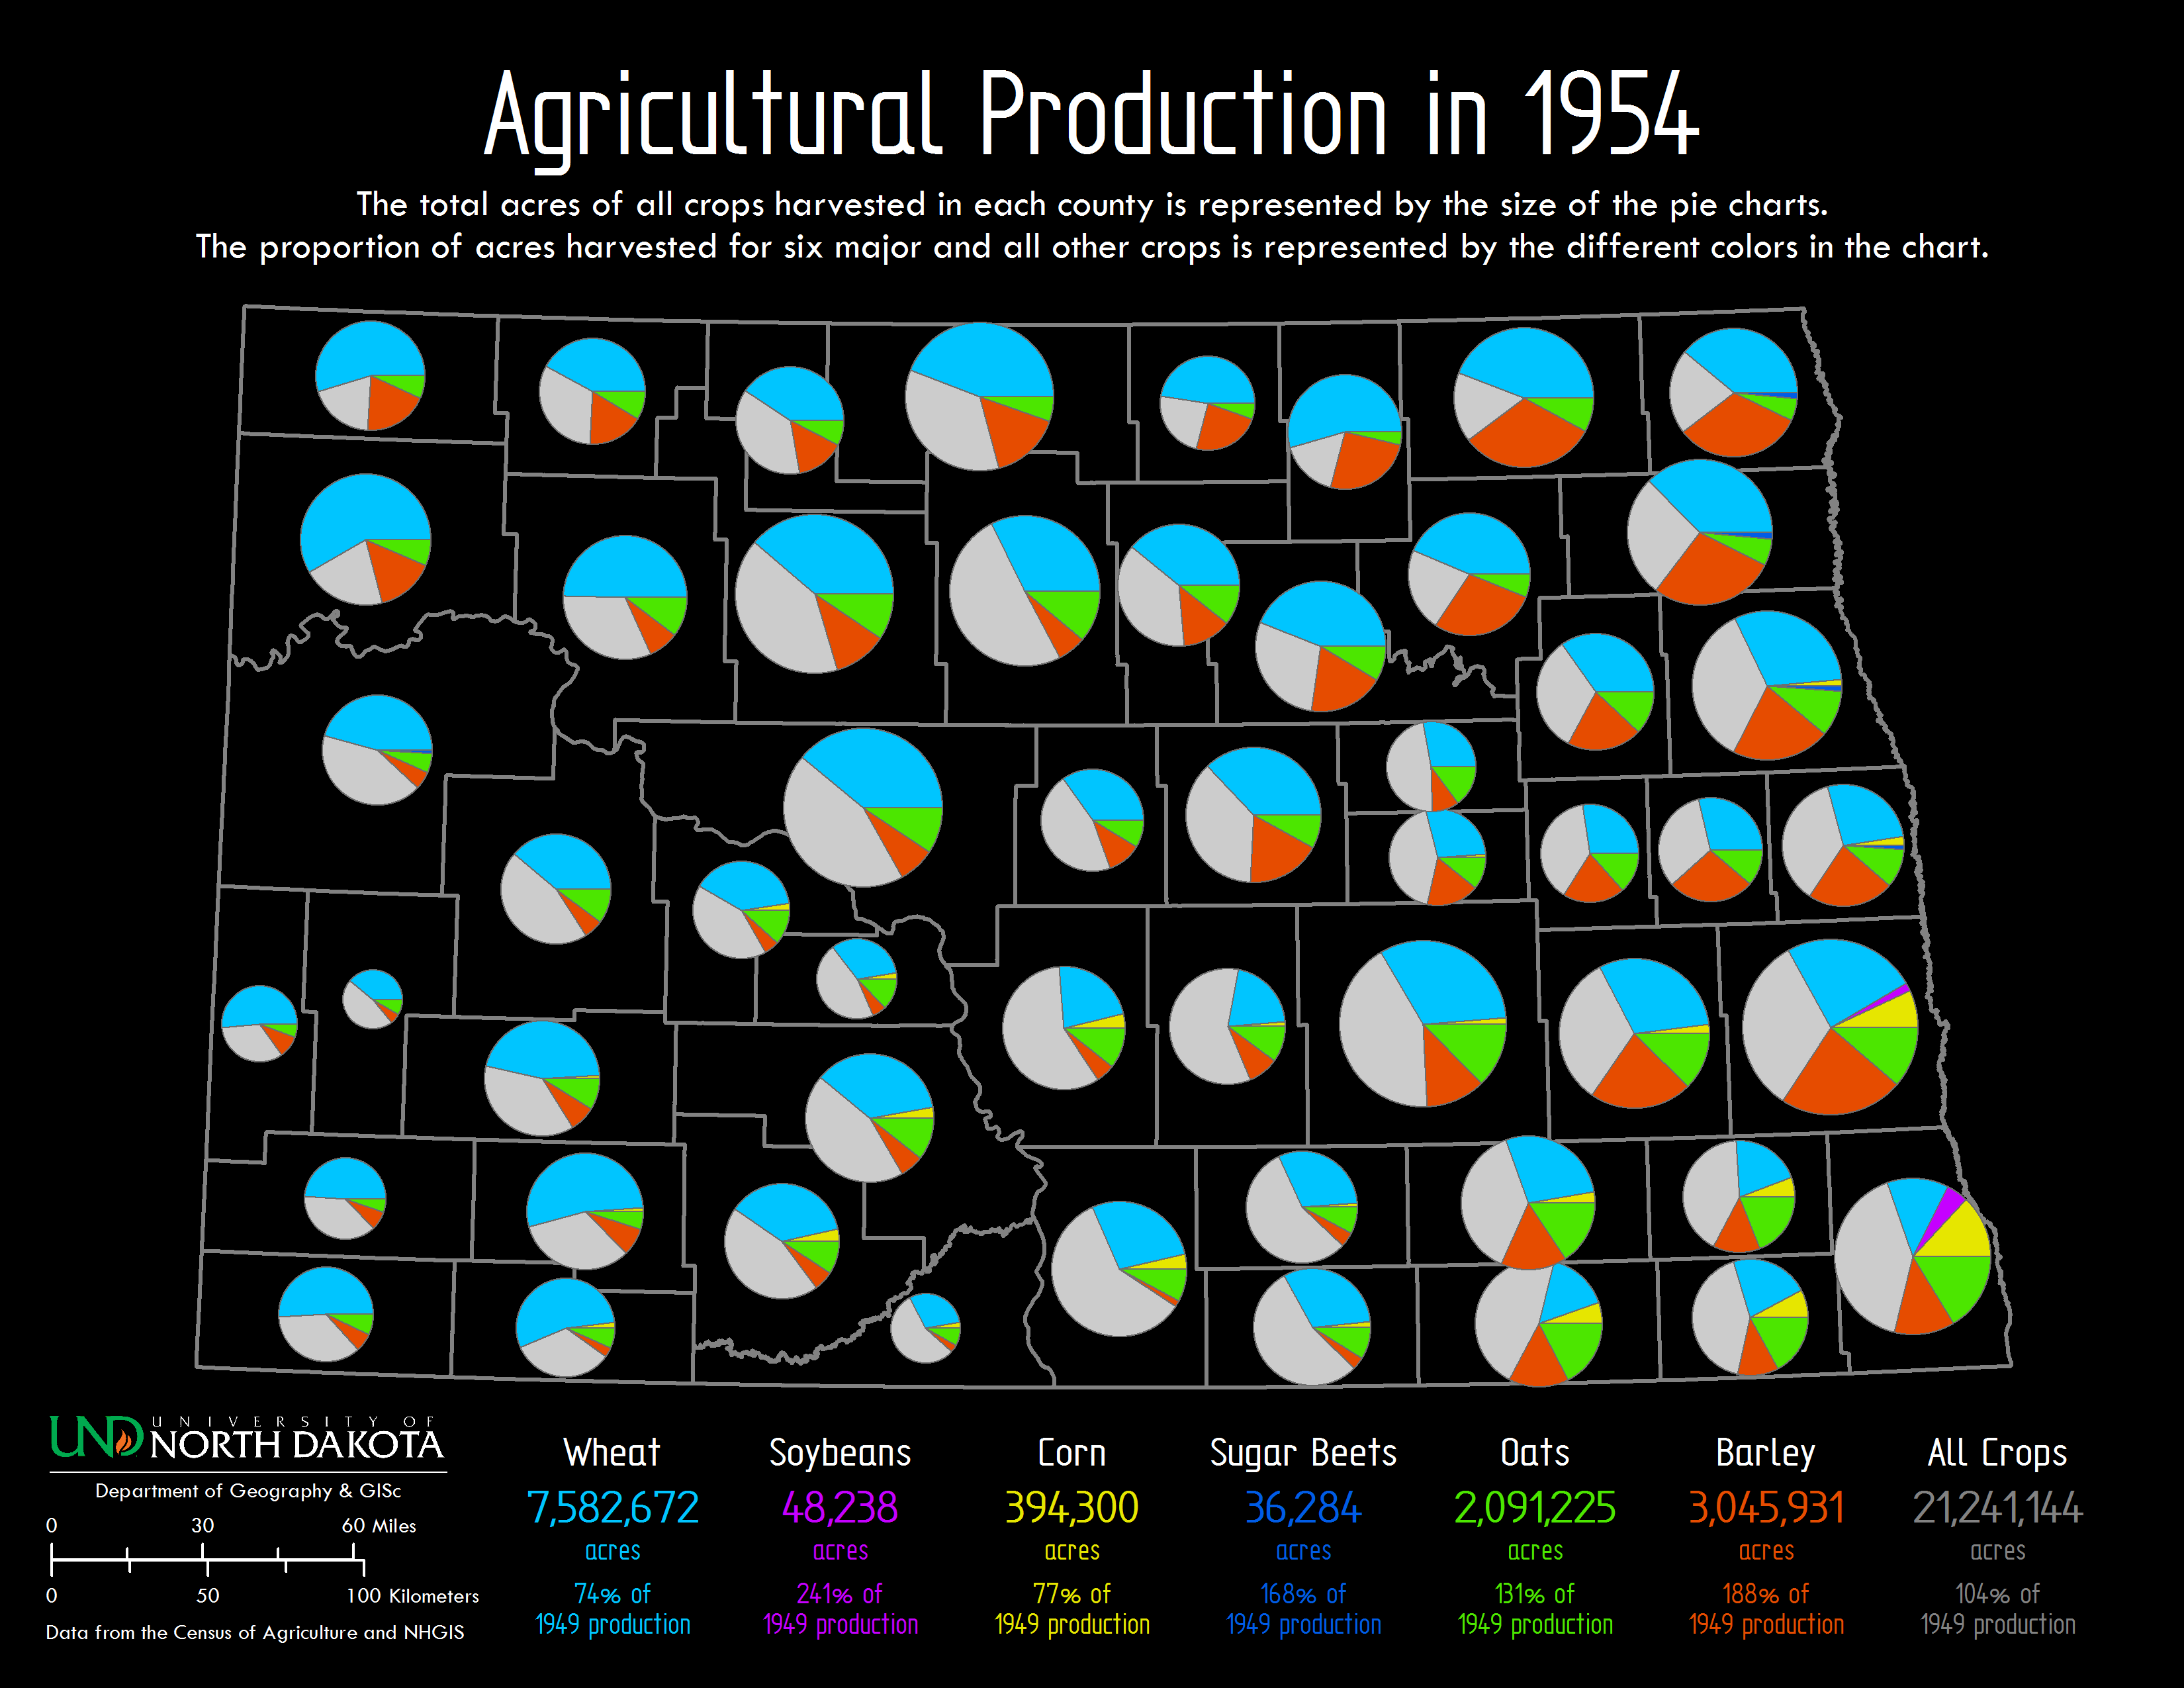 Agricultural Production in 1954
The total acres of all crops harvested in each county is represented by the size of the pie charts.
The proportion of acres harvested for six major and all other crops is represented by the different colors in the chart.
UND UNIVERSITY OF
NORTH DAKOTA
Department of Geography & GISc
0 30 60 Miles
0 50 100 Kilometers
Data from the Census of Agriculture and NHGIS
Wheat
7,582,672
acres
74% of
1949 production
Soybeans
48,238
acres
241% of
1949 production
Corn
394,300
acres
77% of
1949 production
Sugar Beets
36,284
acres
168% of
1949 production
Oats
2,091,225
acres
131% of
1949 production
Barley
3,045,931
acres
188% of
1949 production
All Crops
21,241,144
acres
104% of
1949 production